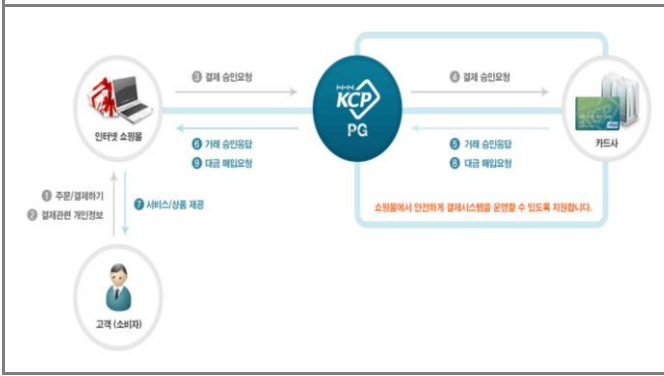 ③ 결제 승인요청
④ 결제 승인요청
NHN
KCP
PG
인터넷 쇼핑몰
카드사
⑥ 거래 승인응답
⑨ 대금 매입요청
⑤ 거래 승인응답
⑧ 대금 매입요청
① 주문/결제하기
② 결제관련 개인정보
⑦ 서비스/상품 제공
쇼핑몰에서 안전하게 결제시스템을 운영할 수 있도록 지원합니다.
고객 (소비자)